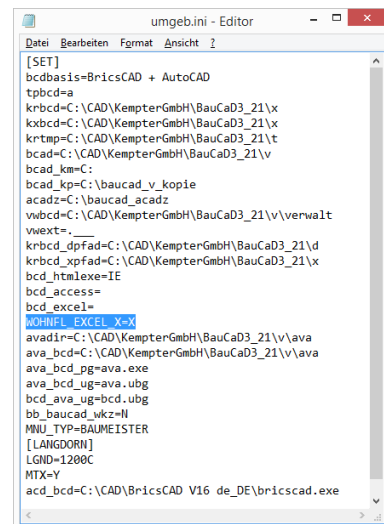 umgeb.ini - Editor
Datei Bearbeiten Format Ansicht ?
[SET]
bcdbasis=BricsCAD + AutoCAD
tpbcd=a
krbcd=C:\CAD\KempterGmbH\BauCaD3_21\x
kxbcd=C:\CAD\KempterGmbH\BauCaD3_21\x
krtmp=C:\CAD\KempterGmbH\BauCaD3_21\t
bcad=C:\CAD\KempterGmbH\BauCaD3_21\v
bcad_km=C:
bcad_kp=C:\baucad_v_kopie
acadz=C:\baucad_acadz
vwbcd=C:\CAD\KempterGmbH\BauCaD3_21\v\verwalt
vwext=.___
krbcd_dpfad=C:\CAD\KempterGmbH\BauCaD3_21\d
krbcd_xpfad=C:\CAD\KempterGmbH\BauCaD3_21\x
bcd_htmlexe=IE
bcd_access=
bcd_excel=
WOHNFL_EXCEL_X=X
avadir=C:\CAD\KempterGmbH\BauCaD3_21\v\ava
ava_bcd=C:\CAD\KempterGmbH\BauCaD3_21\v\ava
ava_bcd_pg=ava.exe
ava_bcd_ug=ava.ubg
bcd_ava_ug=bcd.ubg
bb_baucad_wkz=N
MNU_TYP=BAUMEISTER
[LANGDORN]
LGND=1200C
MTX=Y
acd_bcd=C:\CAD\BricsCAD V16 de_DE\bricscad.exe